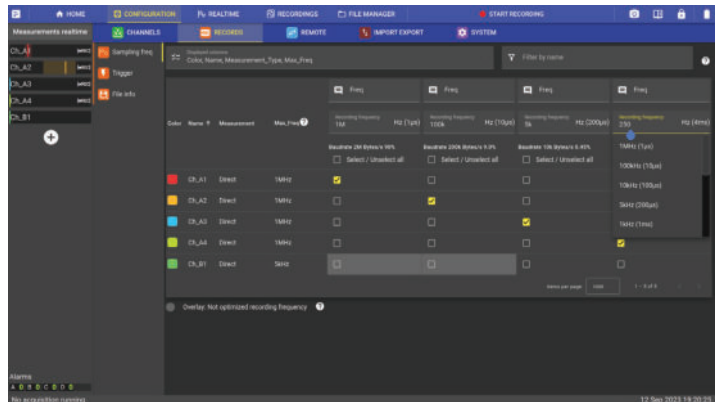 HOME
CONFIGURATION
REALTIME
RECORDINGS
FILE MANAGER
START RECORDING
Measurements realtime
CHANNELS
RECORDS
REMOTE
IMPORT EXPORT
SYSTEM
Ch_A1
Ch_A2
Ch_A3
Ch_A4
Ch_B1
Sampling freq
Trigger
File info
Displayed columns
Color, Name, Measurement_Type, Max_Freq
Filter by name
Freq Freq Freq Freq
Color Name Measurement Max_Freq
Recording frequency 1M Hz (1µs)
Recording frequency 100k Hz (10µs)
Recording frequency 5k Hz (200µs)
Recording frequency 250 Hz (4ms)
Baudrate 2M Bytes/s 90%
Baudrate 200k Bytes/s 9.0%
Baudrate 10k Bytes/s 0.45%
Select / Unselect all Select / Unselect all Select / Unselect all
1MHz (1µs)
100kHz (10µs)
10kHz (100µs)
5kHz (200µs)
1kHz (1ms)
Ch_A1 Direct 1MHz
Ch_A2 Direct 1MHz
Ch_A3 Direct 1MHz
Ch_A4 Direct 1MHz
Ch_B1 Direct 5kHz
Items per page
1 – 5 of 5
Overlay: Not optimized recording frequency
Alarms
A 0 B 0 C 0 D 0
No acquisition running
12 Sep 2023 19:20:25